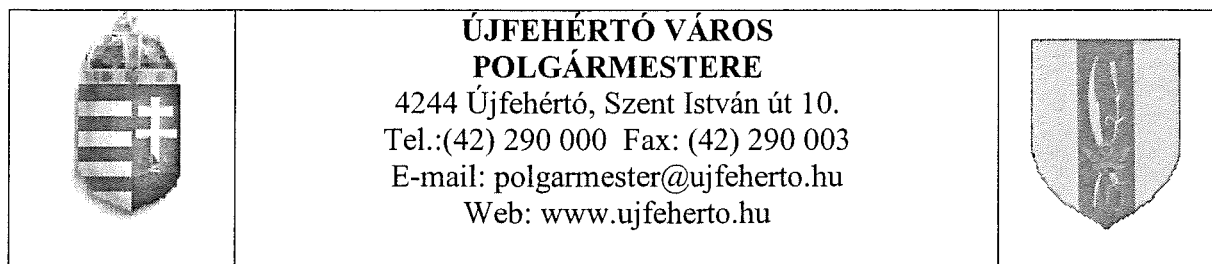 ÚJFEHÉRTÓ VÁROS
POLGÁRMESTERE
4244 Újfehértó, Szent István út 10.
Tel.:(42) 290 000 Fax: (42) 290 003
E-mail: polgarmester@ujfeherto.hu
Web: www.ujfeherto.hu